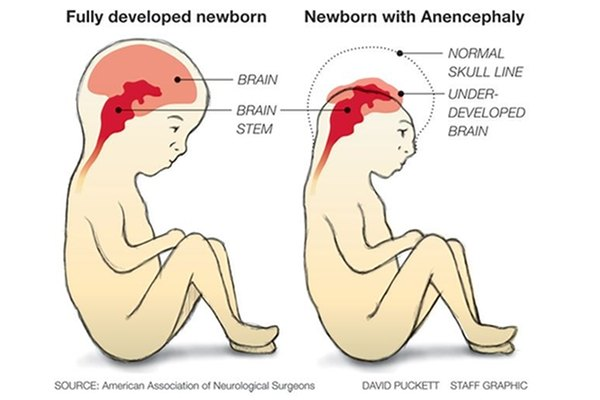 Fully developed newborn
Newborn with Anencephaly
BRAIN
BRAIN
STEM
NORMAL
SKULL LINE
UNDER-
DEVELOPED
BRAIN
SOURCE: American Association of Neurological Surgeons
DAVID PUCKETT STAFF GRAPHIC